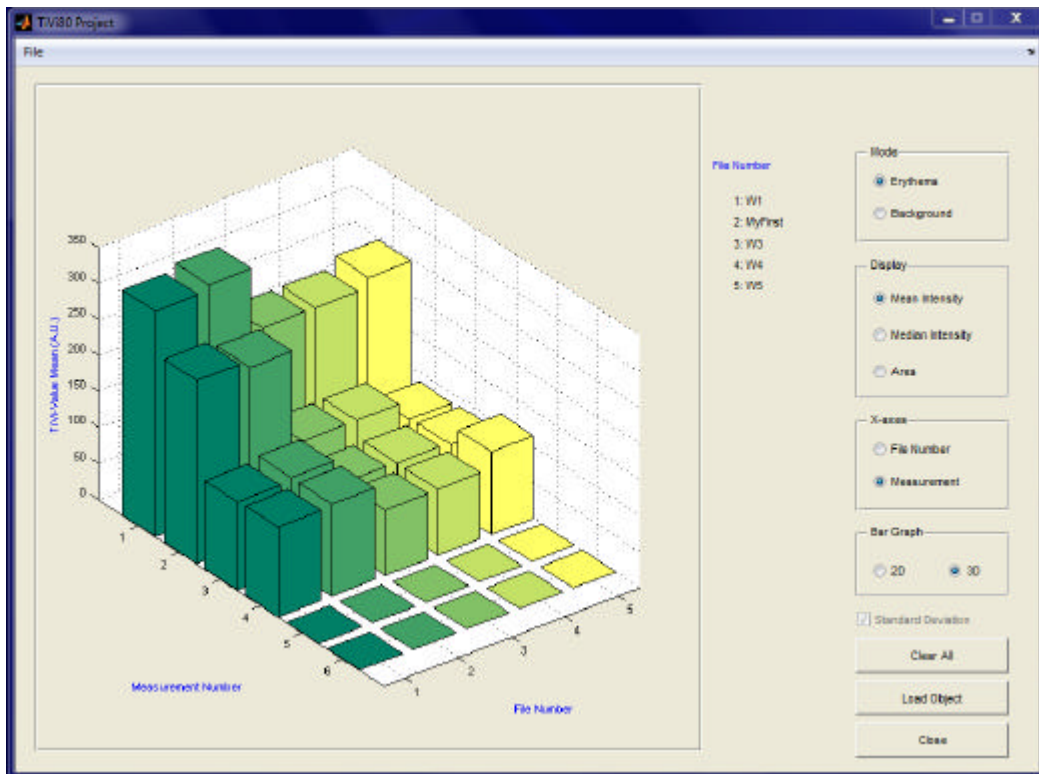 TiVi80 Project
File
350
300
250
200
150
100
50
0
TiVi-Value Mean (A.U.)
1
2
3
4
5
6
Measurement Number
1
2
3
4
5
File Number
File Number
1: W1
2: MyFirst
3: W3
4: W4
5: W5
Mode
Erythema
Background
Display
Mean Intensity
Median Intensity
Area
X-axes
File Number
Measurement
Bar Graph
2D 3D
Standard Deviation
Clear All
Load Object
Close